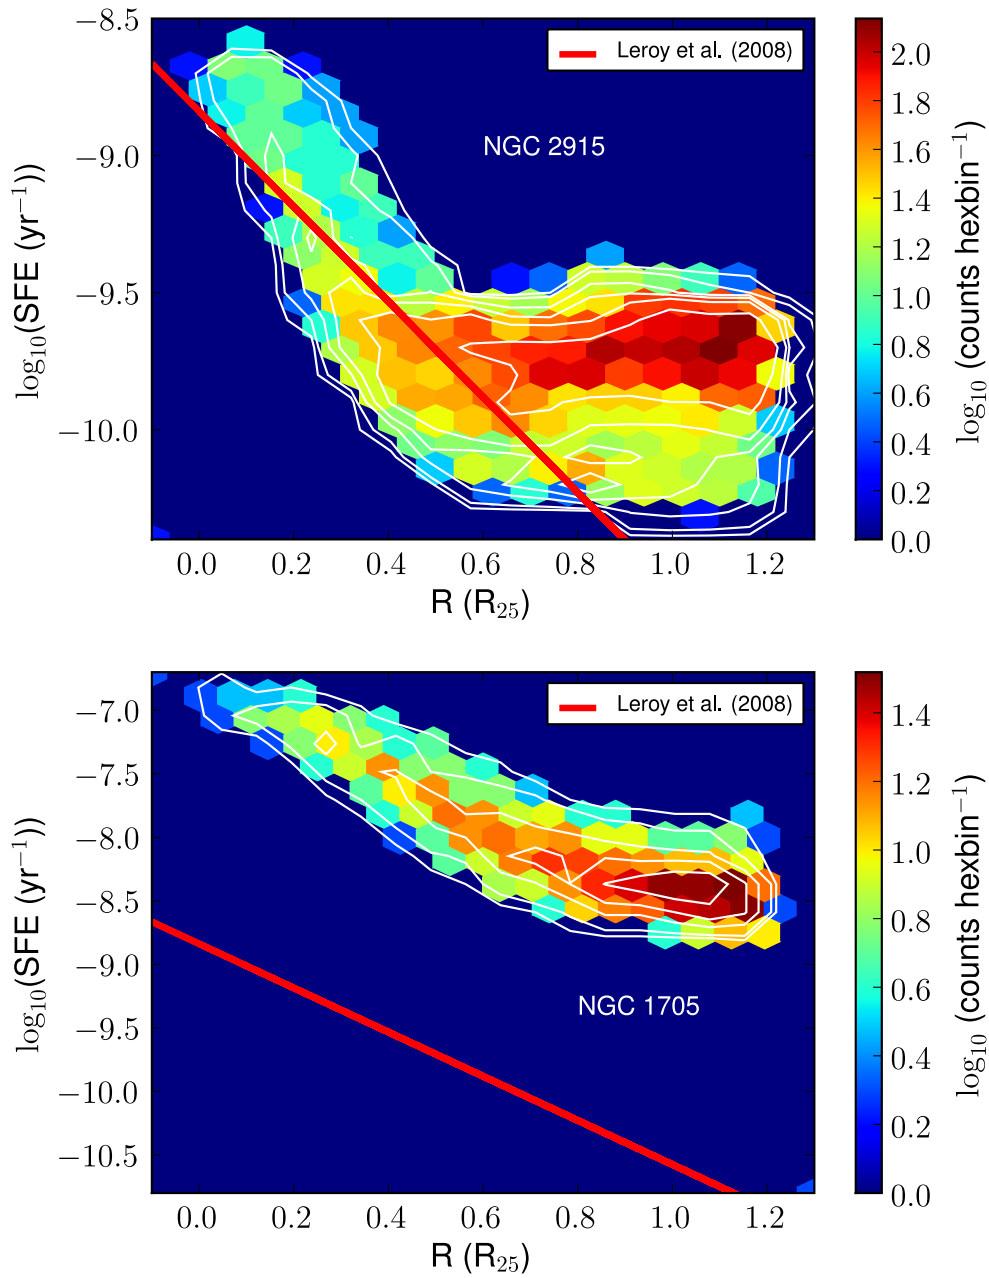 −8.5
−9.0
−9.5
−10.0
log₁₀(SFE (yr⁻¹))
Leroy et al. (2008)
NGC 2915
0.0 0.2 0.4 0.6 0.8 1.0 1.2
R (R₂₅)
2.0
1.8
1.6
1.4
1.2
1.0
0.8
0.6
0.4
0.2
0.0
log₁₀ (counts hexbin⁻¹)
−7.0
−7.5
−8.0
−8.5
−9.0
−9.5
−10.0
−10.5
log₁₀(SFE (yr⁻¹))
Leroy et al. (2008)
NGC 1705
0.0 0.2 0.4 0.6 0.8 1.0 1.2
R (R₂₅)
1.4
1.2
1.0
0.8
0.6
0.4
0.2
0.0
log₁₀ (counts hexbin⁻¹)